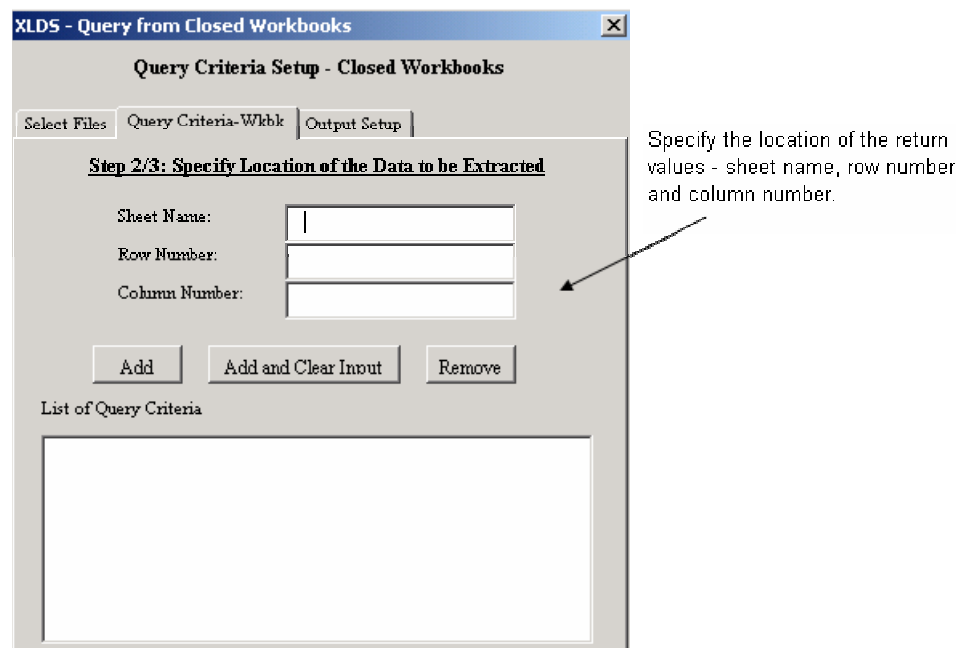 XLDS - Query from Closed Workbooks
Query Criteria Setup - Closed Workbooks
Select Files
Query Criteria-Wkbk
Output Setup
Step 2/3: Specify Location of the Data to be Extracted
Sheet Name:
Row Number:
Column Number:
Add
Add and Clear Input
Remove
List of Query Criteria
Specify the location of the return
values - sheet name, row number
and column number.